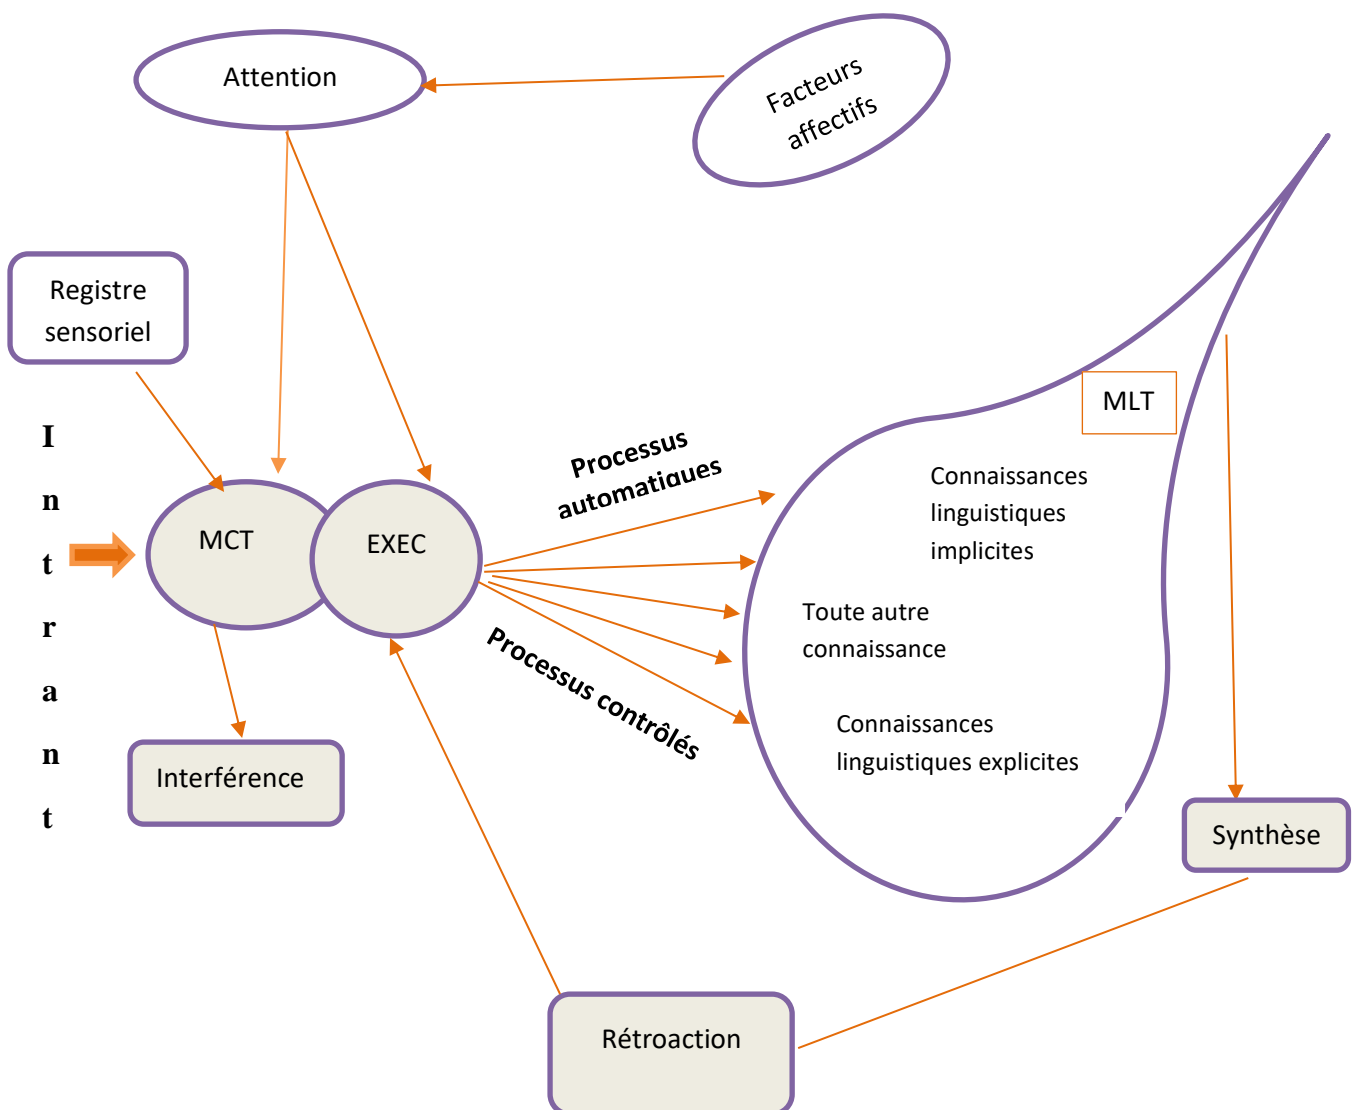 Attention
Facteurs
affectifs
Registre
sensoriel
MLT
I
n
t
r
a
n
t
Processus
automatiques
Connaissances
linguistiques
implicites
MCT
EXEC
Toute autre
connaissance
Processus contrôlés
Connaissances
linguistiques explicites
Interférence
Synthèse
Rétroaction